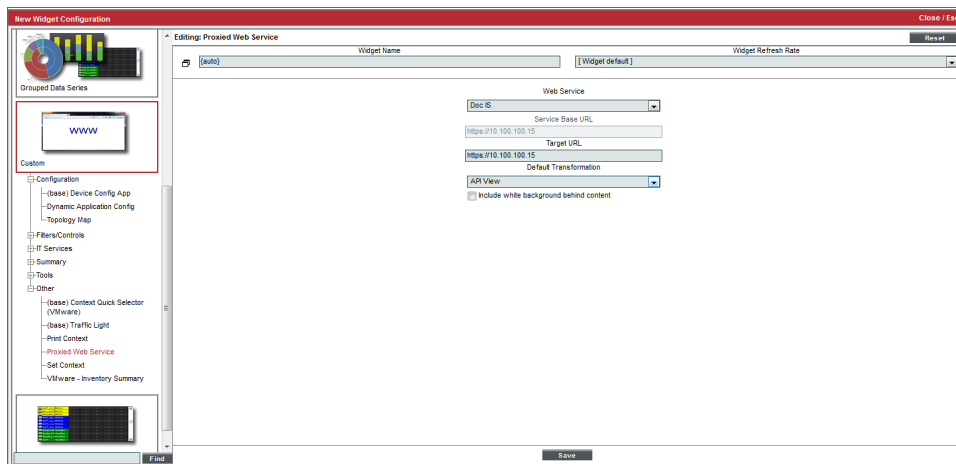 New Widget Configuration
Close / Esc
Editing: Proxied Web Service
Reset
Widget Name
Widget Refresh Rate
{auto}
[ Widget default ]
Grouped Data Series
www
Custom
Configuration
(base) Device Config App
Dynamic Application Config
Topology Map
Filters/Controls
IT Services
Summary
Tools
Other
(base) Context Quick Selector
(VMware)
(base) Traffic Light
Print Context
Proxied Web Service
Set Context
VMware - Inventory Summary
Find
Web Service
Doc IS
Service Base URL
https://10.100.100.15
Target URL
https://10.100.100.15
Default Transformation
API View
Include white background behind content
Save